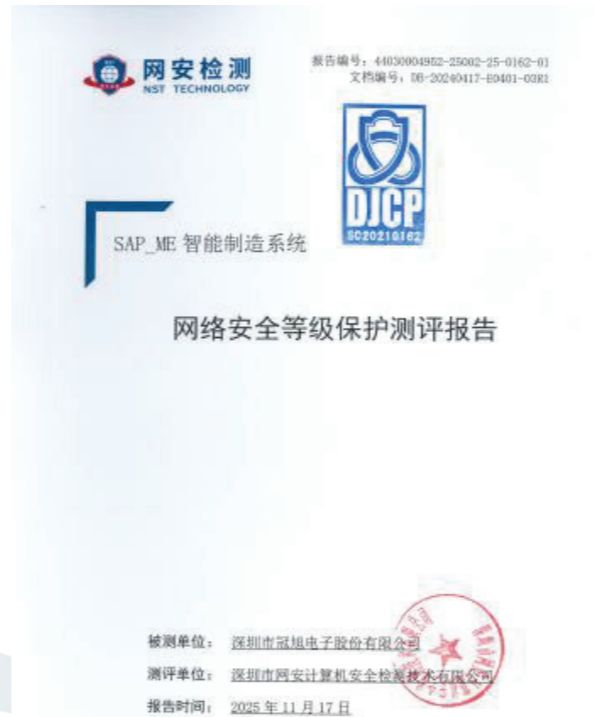 网安检测
NST TECHNOLOGY
报告编号：44030004952-25002-25-0162-01
文档编号：DB-20240417-E0401-03R1
DJCP
SC20210162
SAP_ME 智能制造系统
网络安全等级保护测评报告
被测单位：深圳市冠旭电子股份有限公司
测评单位：深圳市网安计算机安全检测技术有限公司
报告时间：2025 年 11 月 17 日